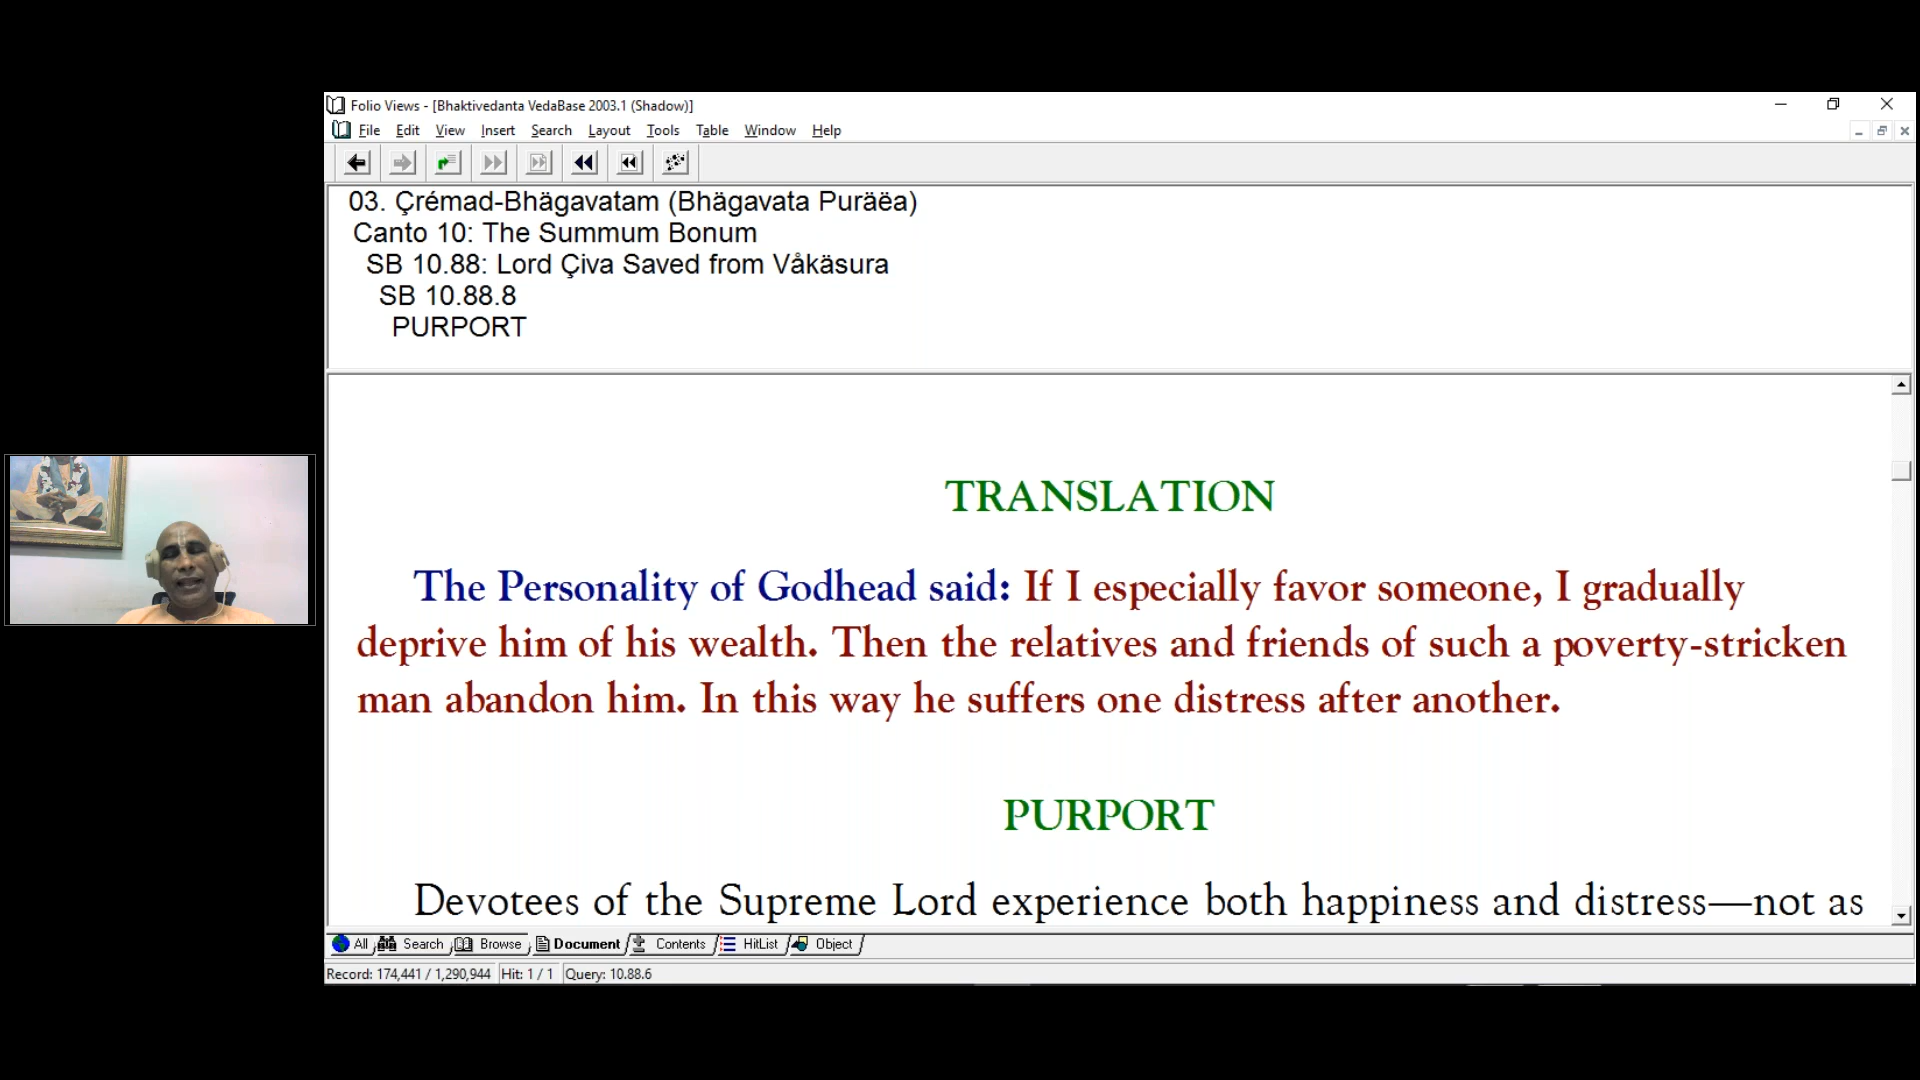 Folio Views - [Bhaktivedanta VedaBase 2003.1 (Shadow)]
File Edit View Insert Search Layout Tools Table Window Help
03. Çrémad-Bhägavatam (Bhägavata Puräëa)
Canto 10: The Summum Bonum
SB 10.88: Lord Çiva Saved from Våkäsura
SB 10.88.8
PURPORT
TRANSLATION
The Personality of Godhead said: If I especially favor someone, I gradually
deprive him of his wealth. Then the relatives and friends of such a poverty-stricken
man abandon him. In this way he suffers one distress after another.
PURPORT
Devotees of the Supreme Lord experience both happiness and distress—not as
All Search Browse Document Contents HitList Object
Record: 174,441 / 1,290,944 Hit: 1 / 1 Query: 10.88.6